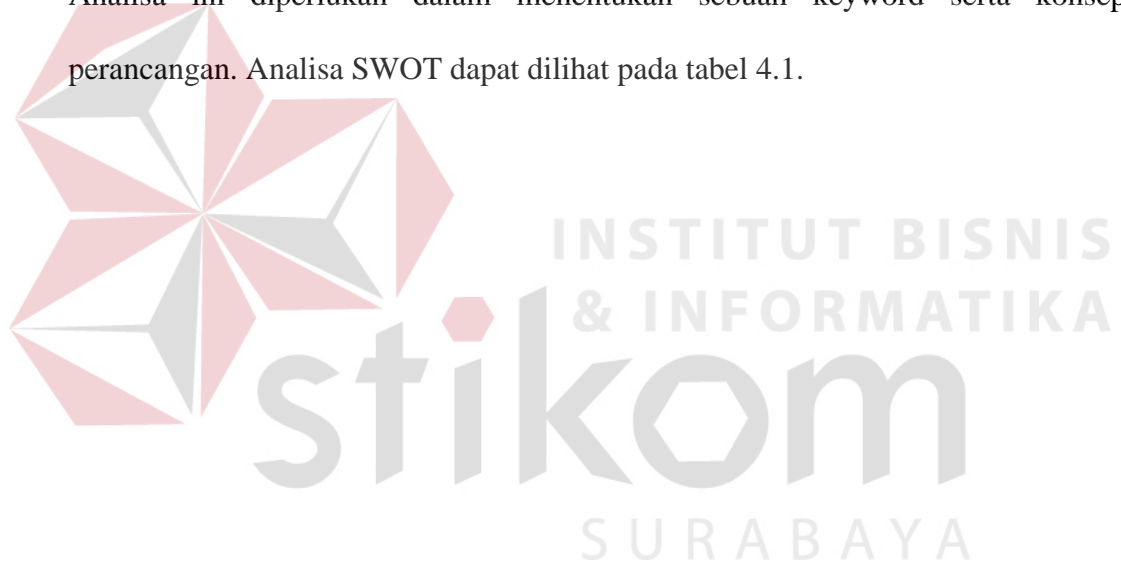 Analisa ini diperlukan dalam menentukan sebuah keyword serta konsep
perancangan. Analisa SWOT dapat dilihat pada tabel 4.1.
INSTITUT BISNIS
& INFORMATIKA
stikom
SURABAYA